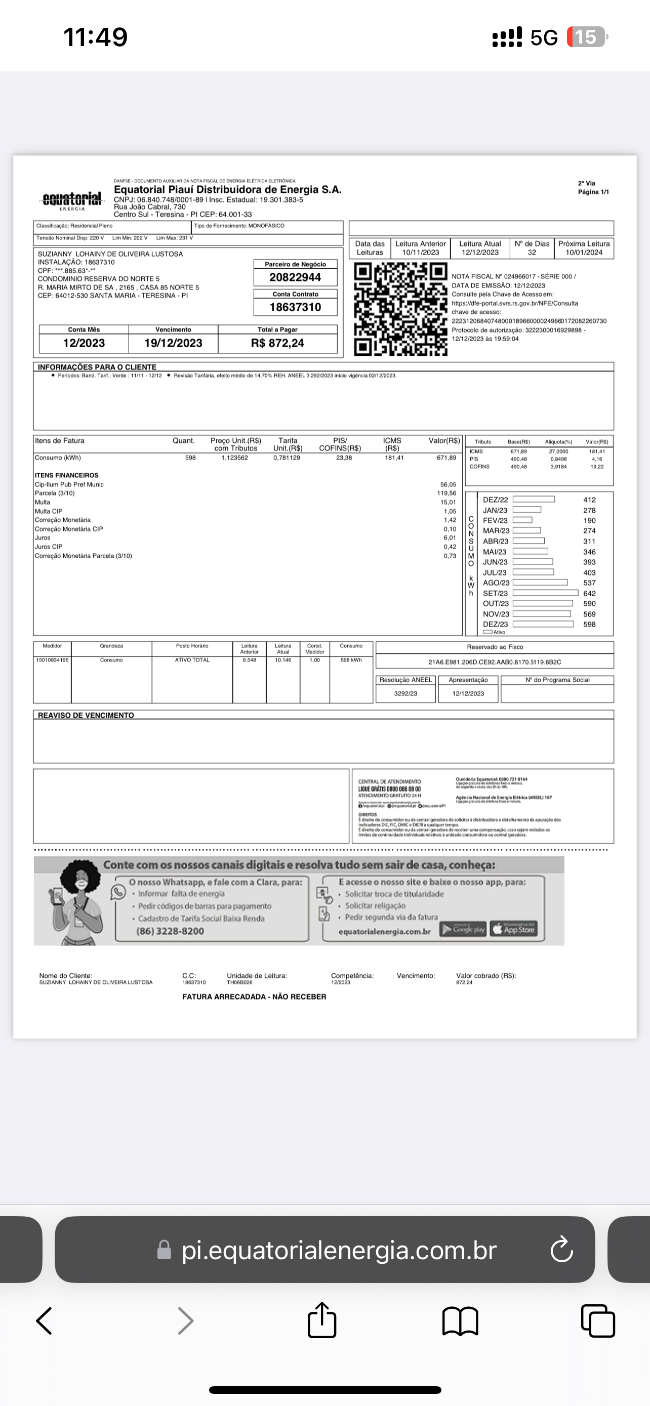 11:49 5G 15
DANFSE - DOCUMENTO AUXILIAR DA NOTA FISCAL DE ENERGIA ELÉTRICA ELETRÔNICA
Equatorial Piauí Distribuidora de Energia S.A.
CNPJ: 06.840.748/0001-89 I Insc. Estadual: 19.301.383-5
Rua João Cabral, 730
Centro Sul - Teresina - PI CEP: 64.001-33
2ª Via
Página 1/1
equatorial
ENERGIA
Classificação: Residencial Pleno
Tipo de Fornecimento: MONOFÁSICO
Tensão Nominal Disp: 220 V Lim Min: 202 V Lim Max: 231 V
SUZIANNY LOHAINY DE OLIVEIRA LUSTOSA
INSTALAÇÃO: 18637310
CPF: ***.885.63*-**
CONDOMINIO RESERVA DO NORTE 5
R. MARIA MIRTO DE SA , 2165 , CASA 85 NORTE 5
CEP: 64012-530 SANTA MARIA - TERESINA - PI
Parceiro de Negócio
20822944
Conta Contrato
18637310
Conta Mês Vencimento Total a Pagar
12/2023 19/12/2023 R$ 872,24
Data das Leituras
Leitura Anterior 10/11/2023
Leitura Atual 12/12/2023
Nº de Dias 32
Próxima Leitura 10/01/2024
NOTA FISCAL Nº 024966017 - SÉRIE 000 /
DATA DE EMISSÃO: 12/12/2023
Consulte pela Chave de Acesso em:
https://dfe-portal.svrs.rs.gov.br/NFE/Consulta
chave de acesso:
22231206840748000189660000249660172082260730
Protocolo de autorização: 3222300016929898 -
12/12/2023 às 19:59:04
INFORMAÇÕES PARA O CLIENTE
● Períodos: Band. Tarif.: Verde : 11/11 - 12/12 ● Revisão Tarifária, efeito médio de 14,70% REH. ANEEL 3.292/2023 início vigência 02/12/2023.
Itens de Fatura Quant. Preço Unit.(R$) com Tributos Tarifa Unit.(R$) PIS/COFINS(R$) ICMS (R$) Valor(R$)
Consumo (kWh) 598 1,123562 0,781129 23,38 181,41 671,89
ITENS FINANCEIROS
Cip-Ilum Pub Pref Munic 56,05
Parcela (3/10) 119,56
Multa 15,01
Multa CIP 1,05
Correção Monetária 1,42
Correção Monetária CIP 0,10
Juros 6,01
Juros CIP 0,42
Correção Monetária Parcela (3/10) 0,73
Tributo Base(R$) Alíquota(%) Valor(R$)
ICMS 671,89 27,0000 181,41
PIS 490,48 0,8498 4,16
COFINS 490,48 3,9184 19,22
CONSUMO kWh
DEZ/22 412
JAN/23 278
FEV/23 190
MAR/23 274
ABR/23 311
MAI/23 346
JUN/23 393
JUL/23 403
AGO/23 537
SET/23 642
OUT/23 590
NOV/23 569
DEZ/23 598
Ativo
Medidor Grandeza Posto Horário Leitura Anterior Leitura Atual Const. Medidor Consumo
Consumo ATIVO TOTAL 9.548 10.146 1,00 598 kWh
Reservado ao Fisco
21A6.E981.206D.CE92.AAB0.6170.5119.6B2C
Resolução ANEEL Apresentação Nº do Programa Social
3292/23 12/12/2023
REAVISO DE VENCIMENTO
CENTRAL DE ATENDIMENTO
LIGUE GRÁTIS 0800 086 08 00
ATENDIMENTO GRATUITO 24 H
Ouvidoria Equatorial: 0800 721 8164
Agência Nacional de Energia Elétrica (ANEEL) 167
DIREITOS
Conte com os nossos canais digitais e resolva tudo sem sair de casa, conheça:
O nosso Whatsapp, e fale com a Clara, para:
• Informar falta de energia
• Pedir códigos de barras para pagamento
• Cadastro de Tarifa Social Baixa Renda
(86) 3228-8200
E acesse o nosso site e baixe o nosso app, para:
• Solicitar troca de titularidade
• Solicitar religação
• Pedir segunda via da fatura
equatorialenergia.com.br Google play App Store
Nome do Cliente: C.C: Unidade de Leitura: Competência: Vencimento: Valor cobrado (R$):
SUZIANNY LOHAINY DE OLIVEIRA LUSTOSA 18637310 TH06B026 12/2023 872,24
FATURA ARRECADADA - NÃO RECEBER
pi.equatorialenergia.com.br